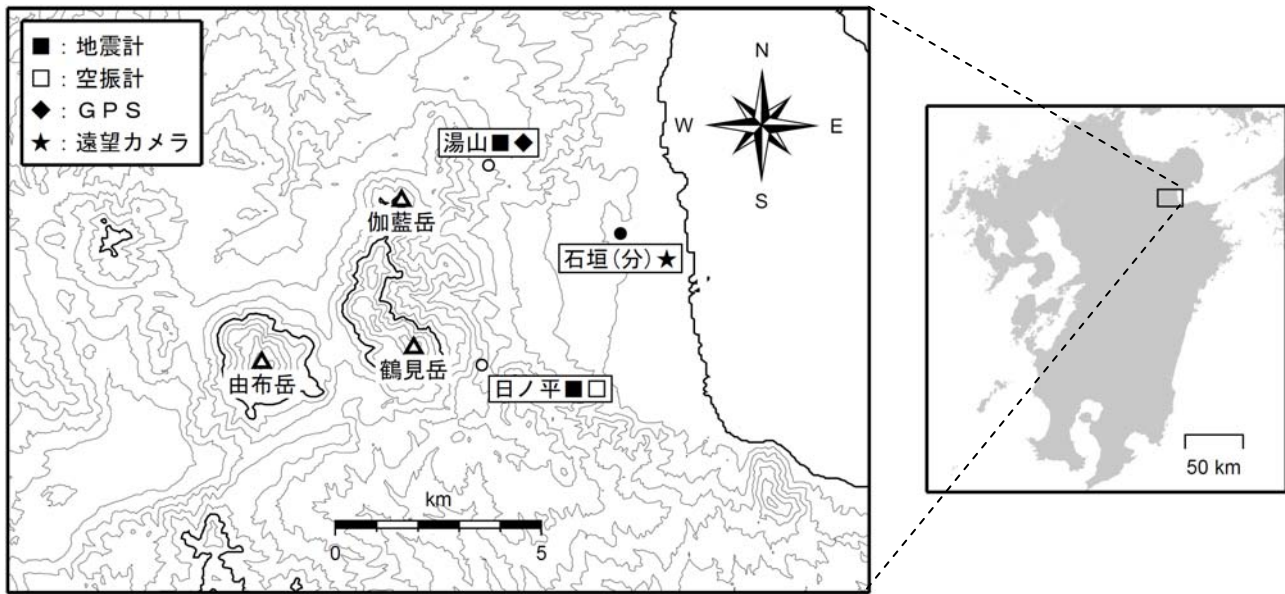 ■：地震計
□：空振計
◆：ＧＰＳ
★：遠望カメラ
N
W E
S
湯山■◆
伽藍岳
石垣(分)★
鶴見岳
由布岳
日ノ平■□
km
0 5
50 km